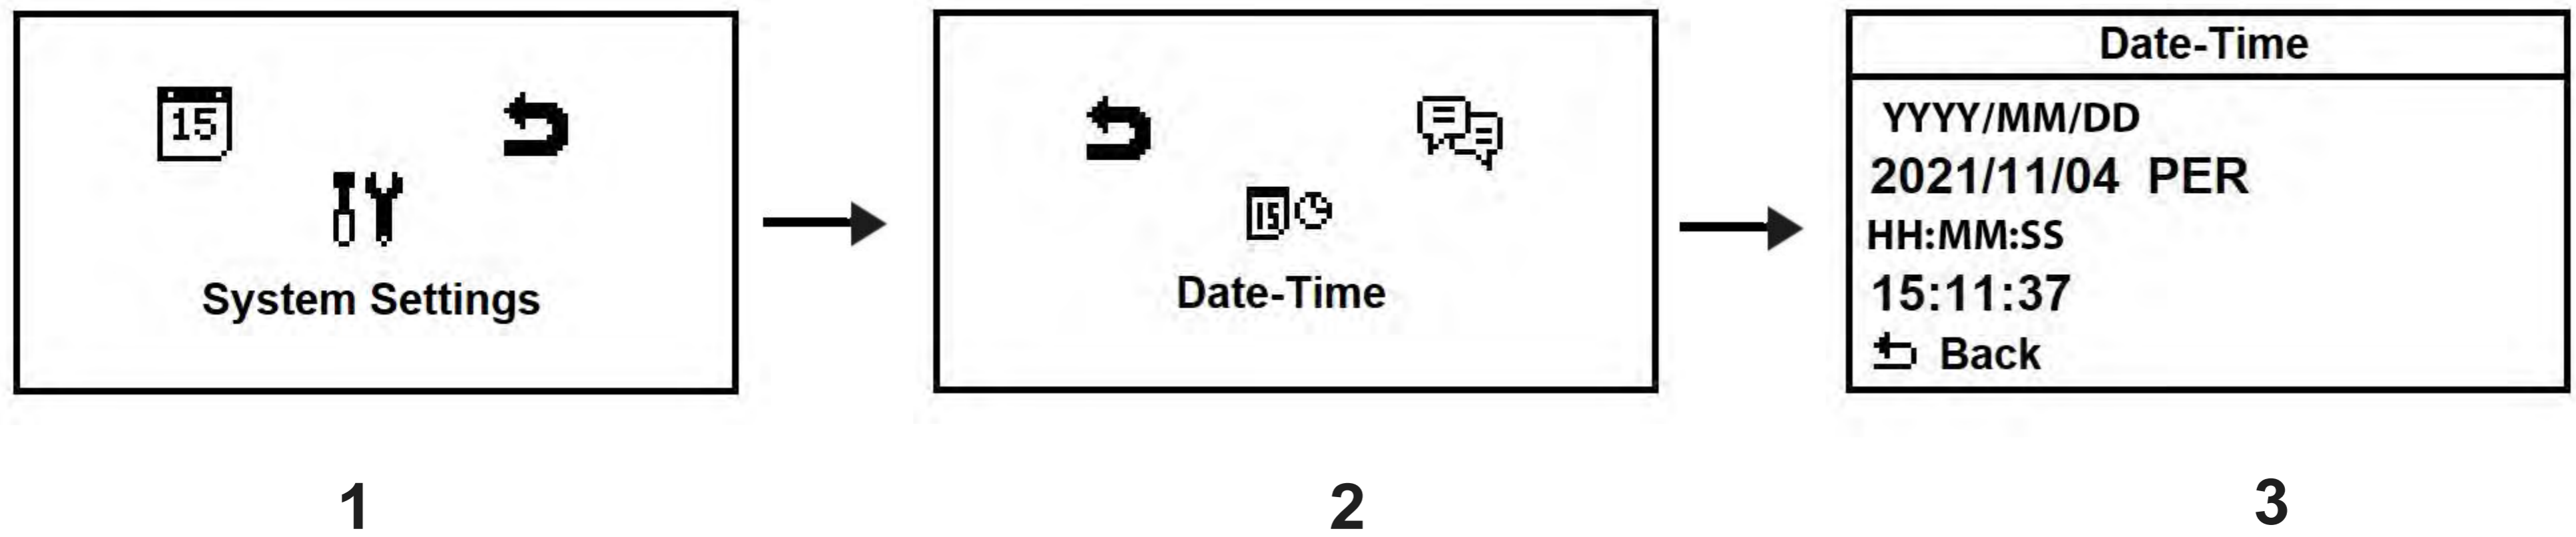 15
System Settings
1
15
Date-Time
2
Date-Time
YYYY/MM/DD
2021/11/04 PER
HH:MM:SS
15:11:37
Back
3